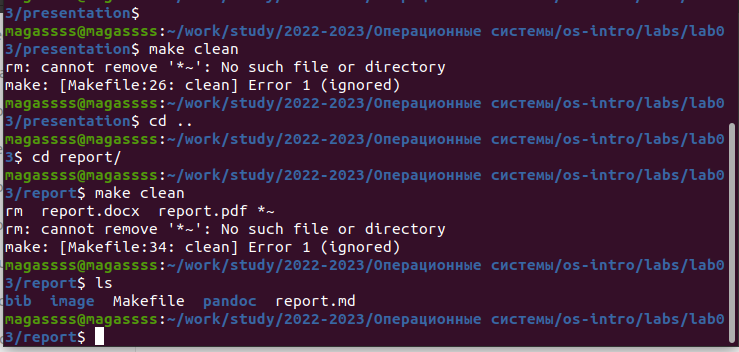 3/presentation$
magassss@magassss:~/work/study/2022-2023/Операционные системы/os-intro/labs/lab0
3/presentation$ make clean
rm: cannot remove '*~': No such file or directory
make: [Makefile:26: clean] Error 1 (ignored)
magassss@magassss:~/work/study/2022-2023/Операционные системы/os-intro/labs/lab0
3/presentation$ cd ..
magassss@magassss:~/work/study/2022-2023/Операционные системы/os-intro/labs/lab0
3$ cd report/
magassss@magassss:~/work/study/2022-2023/Операционные системы/os-intro/labs/lab0
3/report$ make clean
rm  report.docx  report.pdf *~
rm: cannot remove '*~': No such file or directory
make: [Makefile:34: clean] Error 1 (ignored)
magassss@magassss:~/work/study/2022-2023/Операционные системы/os-intro/labs/lab0
3/report$ ls
bib  image  Makefile  pandoc  report.md
magassss@magassss:~/work/study/2022-2023/Операционные системы/os-intro/labs/lab0
3/report$